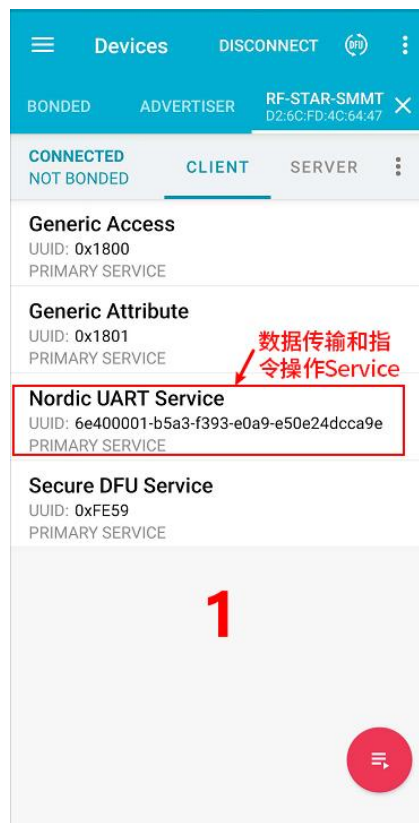 Devices
DISCONNECT
DFU
BONDED
ADVERTISER
RF-STAR-SMMT
D2:6C:FD:4C:64:47
CONNECTED
NOT BONDED
CLIENT
SERVER
Generic Access
UUID: 0x1800
PRIMARY SERVICE
Generic Attribute
UUID: 0x1801
PRIMARY SERVICE
数据传输和指
令操作Service
Nordic UART Service
UUID: 6e400001-b5a3-f393-e0a9-e50e24dcca9e
PRIMARY SERVICE
Secure DFU Service
UUID: 0xFE59
PRIMARY SERVICE
1